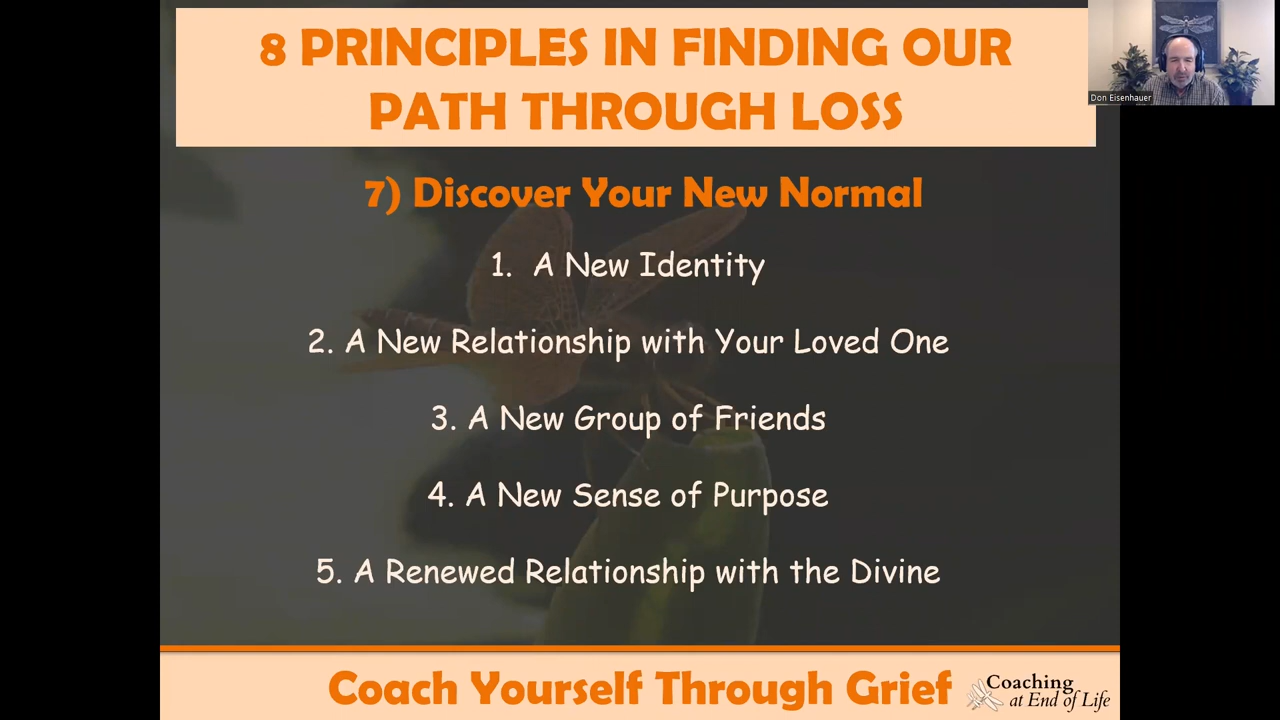 8 PRINCIPLES IN FINDING OUR
PATH THROUGH LOSS
Don Eisenhauer
7) Discover Your New Normal
1. A New Identity
2. A New Relationship with Your Loved One
3. A New Group of Friends
4. A New Sense of Purpose
5. A Renewed Relationship with the Divine
Coach Yourself Through Grief
Coaching
at End of Life